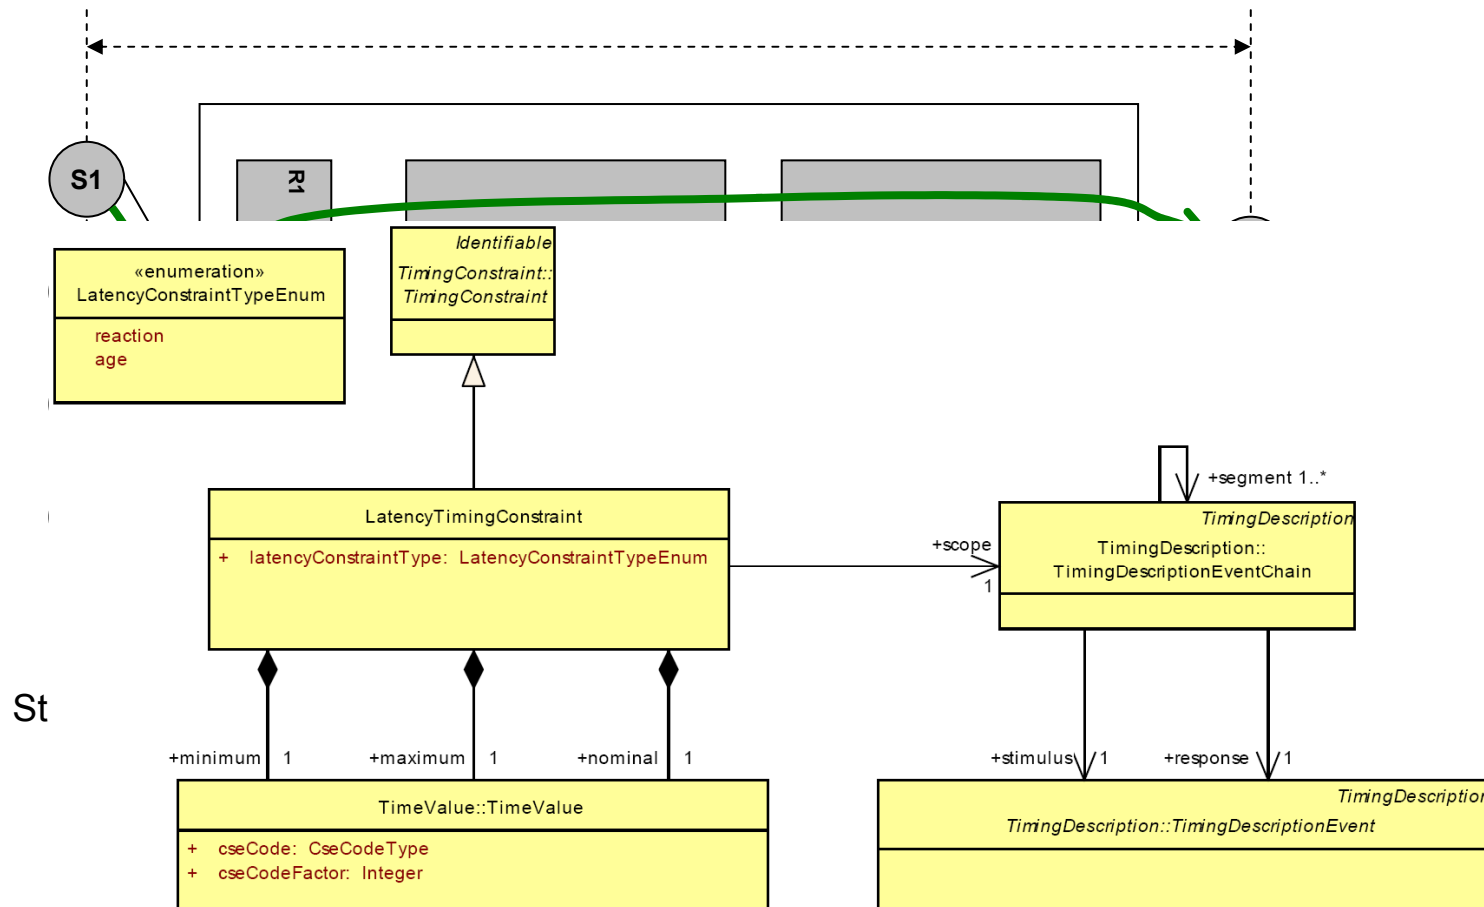 S1
R1
Identifiable
TimingConstraint::
TimingConstraint
«enumeration»
LatencyConstraintTypeEnum
reaction
age
+segment 1..*
LatencyTimingConstraint
+ latencyConstraintType: LatencyConstraintTypeEnum
+scope
1
TimingDescription
TimingDescription::
TimingDescriptionEventChain
St
+minimum 1
+maximum 1
+nominal 1
+stimulus 1
+response 1
TimeValue::TimeValue
+ cseCode: CseCodeType
+ cseCodeFactor: Integer
TimingDescription
TimingDescription::TimingDescriptionEvent